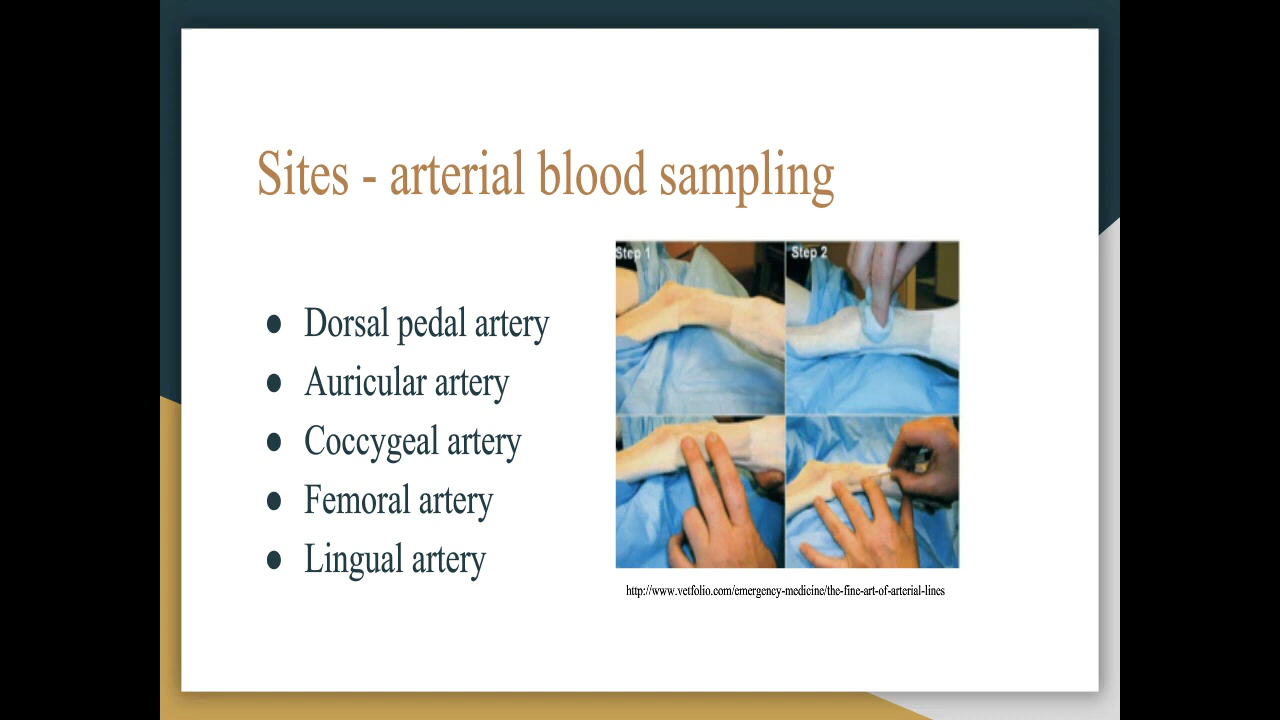 Sites - arterial blood sampling
● Dorsal pedal artery
● Auricular artery
● Coccygeal artery
● Femoral artery
● Lingual artery
Step 1
Step 2
http://www.vetfolio.com/emergency-medicine/the-fine-art-of-arterial-lines